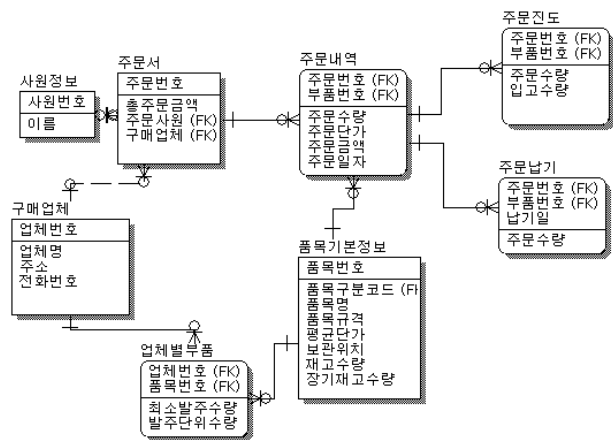 사원정보
사원번호
이름
주문서
주문번호
총주문금액
주문사원 (FK)
구매업체 (FK)
주문내역
주문번호 (FK)
부품번호 (FK)
주문수량
주문단가
주문금액
주문일자
주문진도
주문번호 (FK)
부품번호 (FK)
주문수량
입고수량
주문납기
주문번호 (FK)
부품번호 (FK)
납기일
주문수량
구매업체
업체번호
업체명
주소
전화번호
품목기본정보
품목번호
품목구분코드 (FK
품목명
품목규격
평균단가
보관위치
재고수량
장기재고수량
업체별부품
업체번호 (FK)
품목번호 (FK)
최소발주수량
발주단위수량